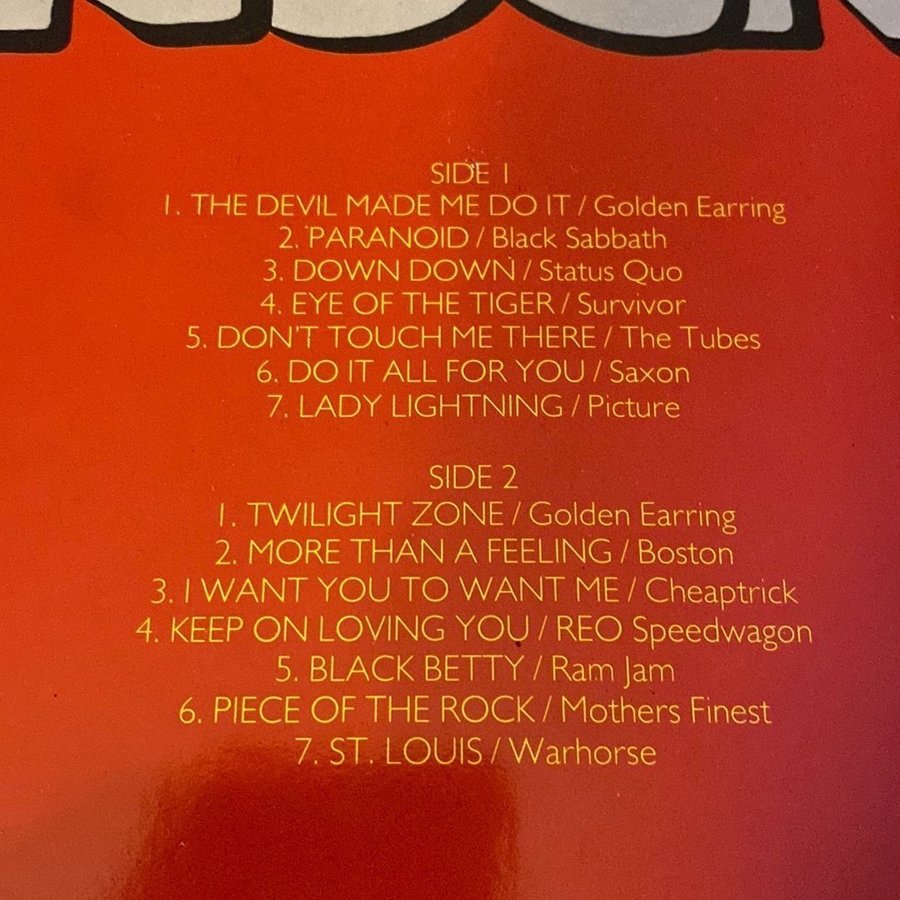 SIDE 1
1. THE DEVIL MADE ME DO IT / Golden Earring
2. PARANOID / Black Sabbath
3. DOWN DOWN / Status Quo
4. EYE OF THE TIGER / Survivor
5. DON'T TOUCH ME THERE / The Tubes
6. DO IT ALL FOR YOU / Saxon
7. LADY LIGHTNING / Picture
SIDE 2
1. TWILIGHT ZONE / Golden Earring
2. MORE THAN A FEELING / Boston
3. I WANT YOU TO WANT ME / Cheaptrick
4. KEEP ON LOVING YOU / REO Speedwagon
5. BLACK BETTY / Ram Jam
6. PIECE OF THE ROCK / Mothers Finest
7. ST. LOUIS / Warhorse